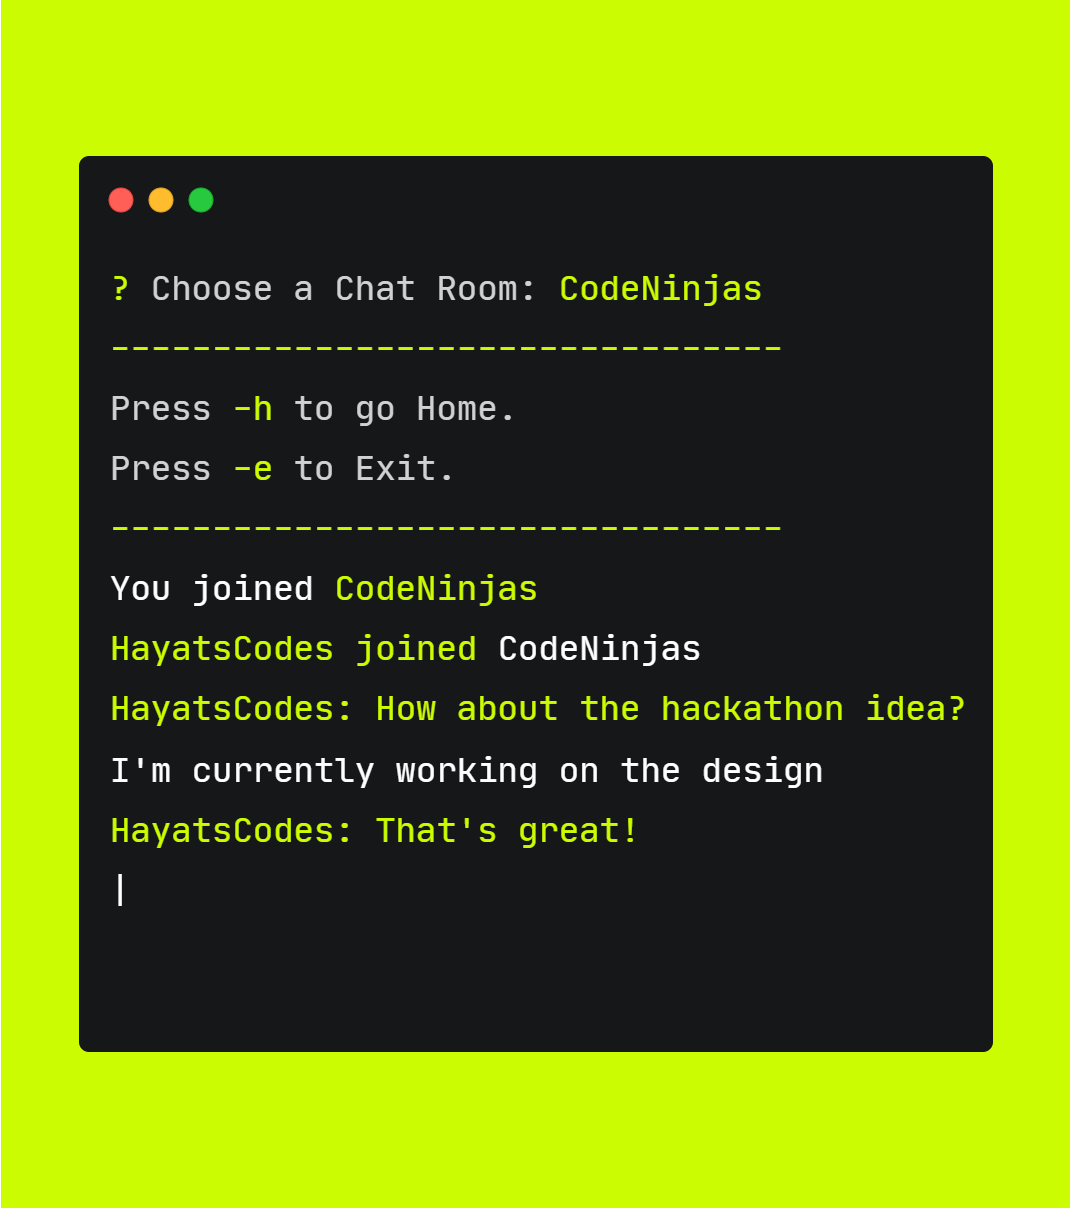 ? Choose a Chat Room: CodeNinjas
---------------------------------
Press -h to go Home.
Press -e to Exit.
---------------------------------
You joined CodeNinjas
HayatsCodes joined CodeNinjas
HayatsCodes: How about the hackathon idea?
I'm currently working on the design
HayatsCodes: That's great!
|